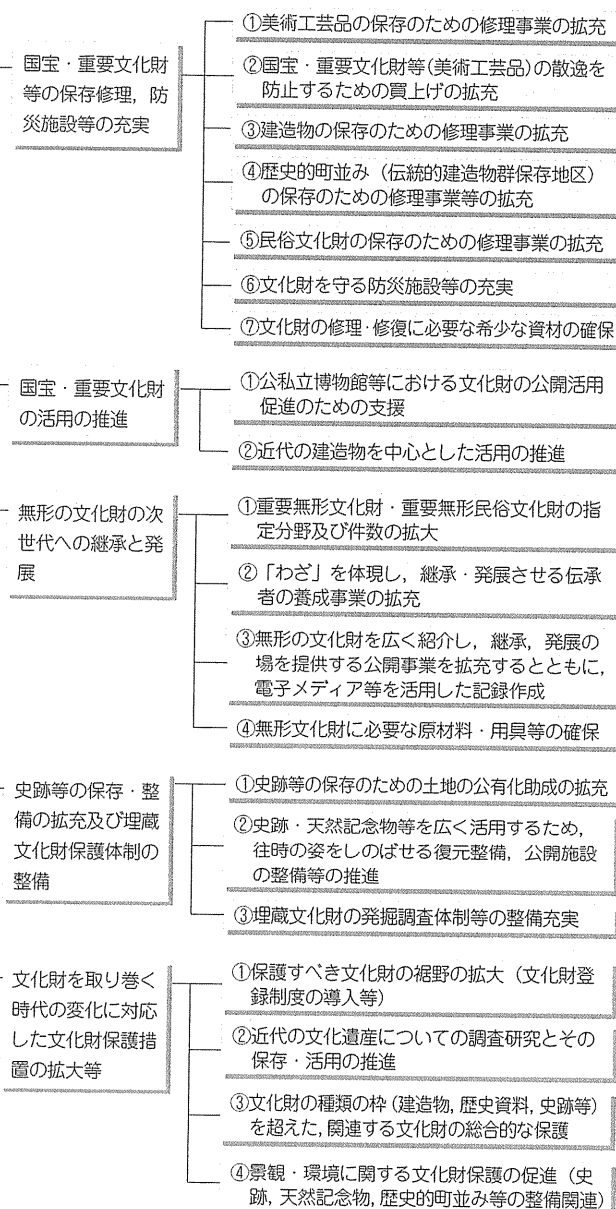 国宝・重要文化財
等の保存修理,防
災施設等の充実
①美術工芸品の保存のための修理事業の拡充
②国宝・重要文化財等(美術工芸品)の散逸を
防止するための買上げの拡充
③建造物の保存のための修理事業の拡充
④歴史的町並み(伝統的建造物群保存地区)
の保存のための修理事業等の拡充
⑤民俗文化財の保存のための修理事業の拡充
⑥文化財を守る防災施設等の充実
⑦文化財の修理・修復に必要な希少な資材の確保
国宝・重要文化財
の活用の推進
①公私立博物館等における文化財の公開活用
促進のための支援
②近代の建造物を中心とした活用の推進
無形の文化財の次
世代への継承と発
展
①重要無形文化財・重要無形民俗文化財の指
定分野及び件数の拡大
②「わざ」を体現し,継承・発展させる伝承
者の養成事業の拡充
③無形の文化財を広く紹介し,継承,発展の
場を提供する公開事業を拡充するとともに,
電子メディア等を活用した記録作成
④無形文化財に必要な原材料・用具等の確保
史跡等の保存・整
備の拡充及び埋蔵
文化財保護体制の
整備
①史跡等の保存のための土地の公有化助成の拡充
②史跡・天然記念物等を広く活用するため,
往時の姿をしのばせる復元整備,公開施設
の整備等の推進
③埋蔵文化財の発掘調査体制等の整備充実
文化財を取り巻く
時代の変化に対応
した文化財保護措
置の拡大等
①保護すべき文化財の裾野の拡大(文化財登
録制度の導入等)
②近代の文化遺産についての調査研究とその
保存・活用の推進
③文化財の種類の枠(建造物,歴史資料,史跡等)
を超えた,関連する文化財の総合的な保護
④景観・環境に関する文化財保護の促進(史
跡,天然記念物,歴史的町並み等の整備関連)